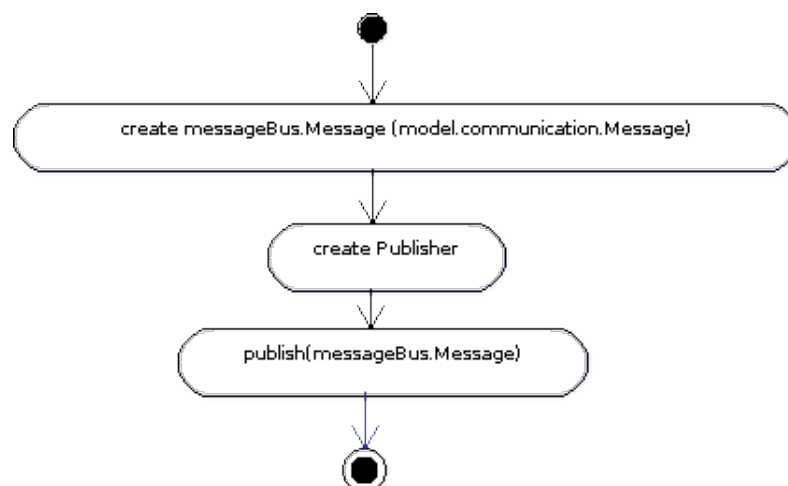 create messageBus.Message (model.communication.Message)
create Publisher
publish(messageBus.Message)